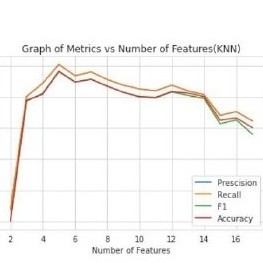 Graph of Metrics vs Number of Features(KNN)
Prescision
Recall
F1
Accuracy
2 4 6 8 10 12 14 16
Number of Features